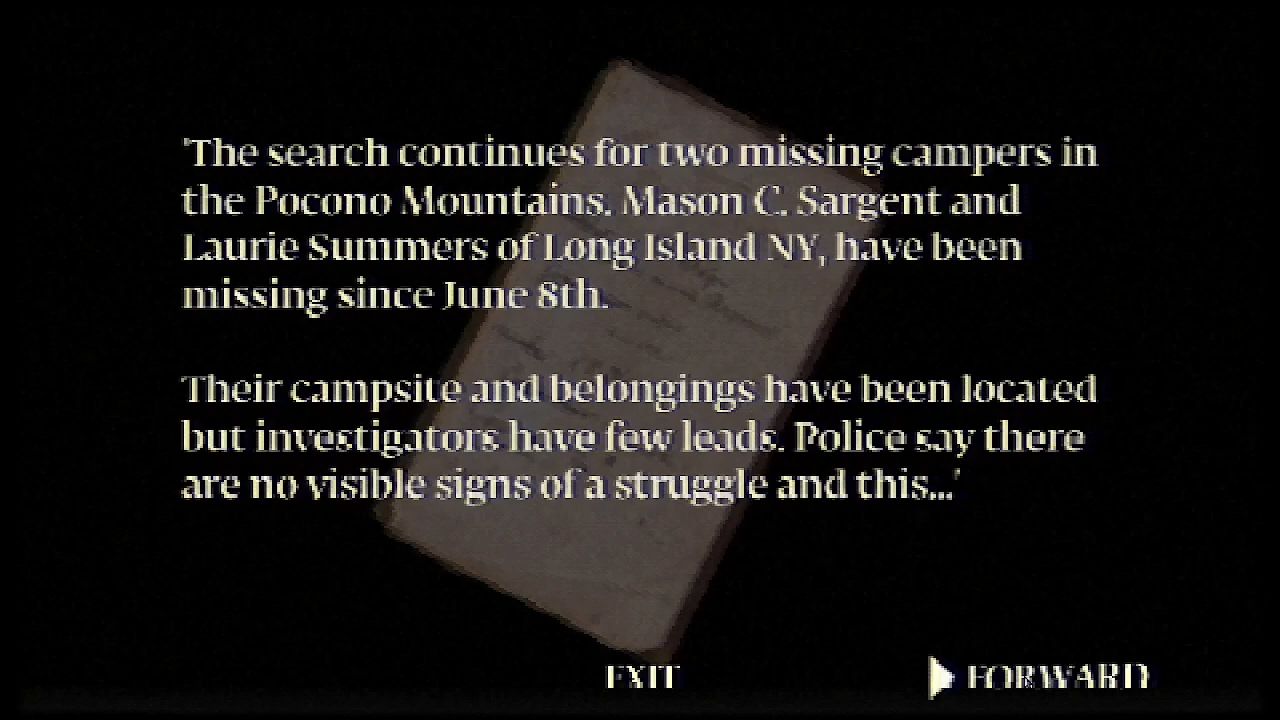 'The search continues for two missing campers in
the Pocono Mountains. Mason C. Sargent and
Laurie Summers of Long Island NY, have been
missing since June 8th.
Their campsite and belongings have been located
but investigators have few leads. Police say there
are no visible signs of a struggle and this...'
EXIT
FORWARD